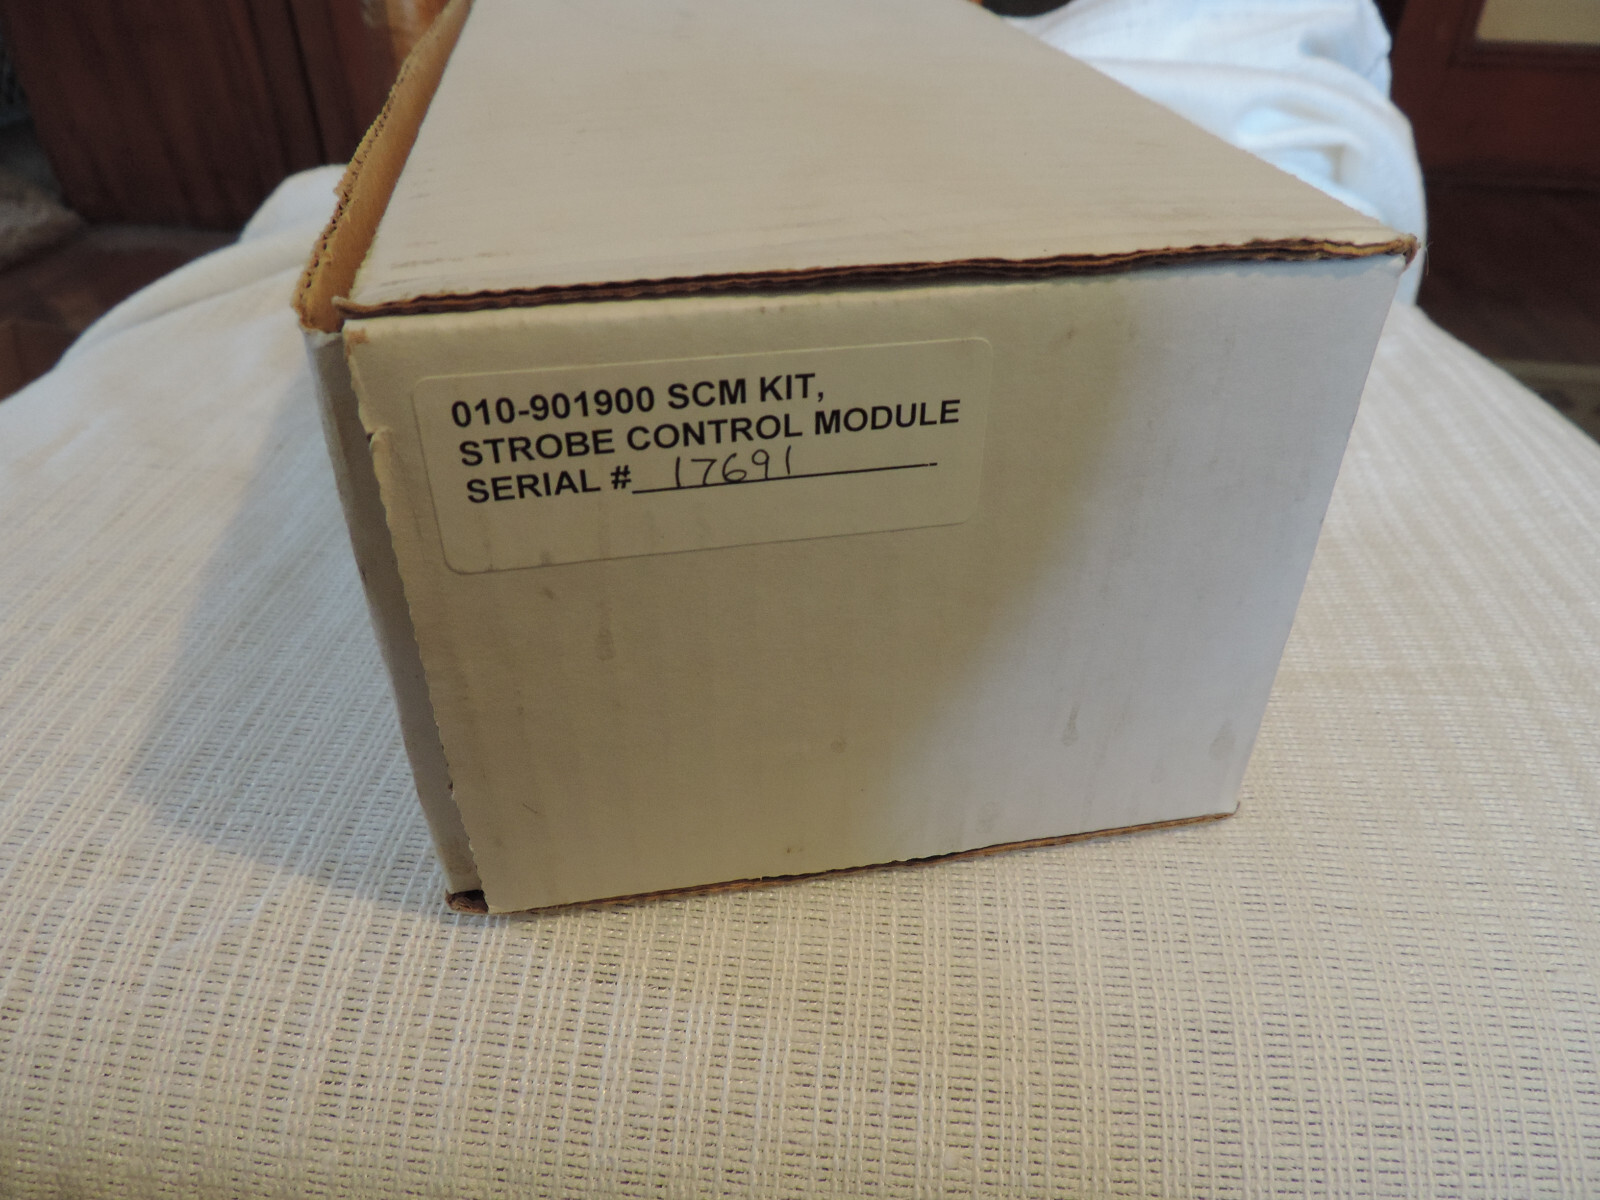 010-901900 SCM KIT,
STROBE CONTROL MODULE
SERIAL # 17691